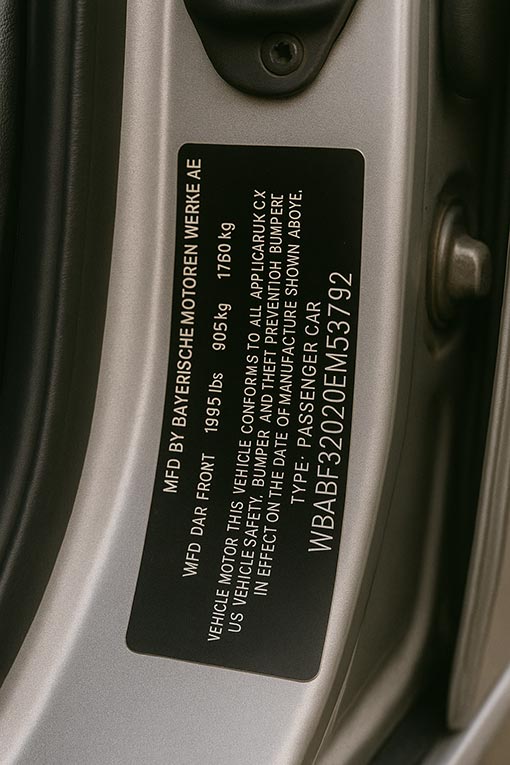 MFD BY BAYERISCHE MOTOREN WERKE AE
WFD DAR FRONT 1995 lbs 905 kg 1760 kg
VEHICLE MOTOR THIS VEHICLE CONFORMS TO ALL APPLICARUK CX
US VEHICLE SAFETY, BUMPER AND THEFT PREVENTIOH BUMPERT
IN EFFECT ON THE DATE OF MANUFACTURE SHOWN ABOYE.
TYPE· PASSENGER CAR
WBABF32020EM53792